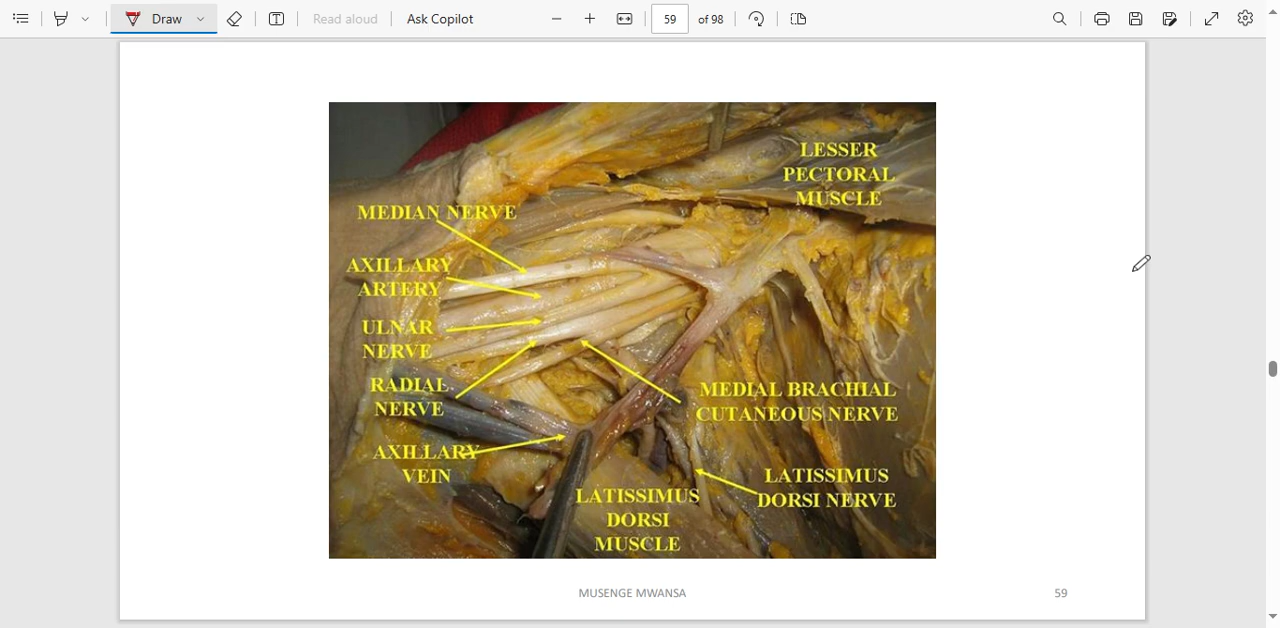 Draw
Read aloud
Ask Copilot
59
of 98
LESSER
PECTORAL
MUSCLE
MEDIAN NERVE
AXILLARY
ARTERY
ULNAR
NERVE
RADIAL
NERVE
MEDIAL BRACHIAL
CUTANEOUS NERVE
AXILLARY
VEIN
LATISSIMUS
DORSI NERVE
LATISSIMUS
DORSI
MUSCLE
MUSENGE MWANSA
59